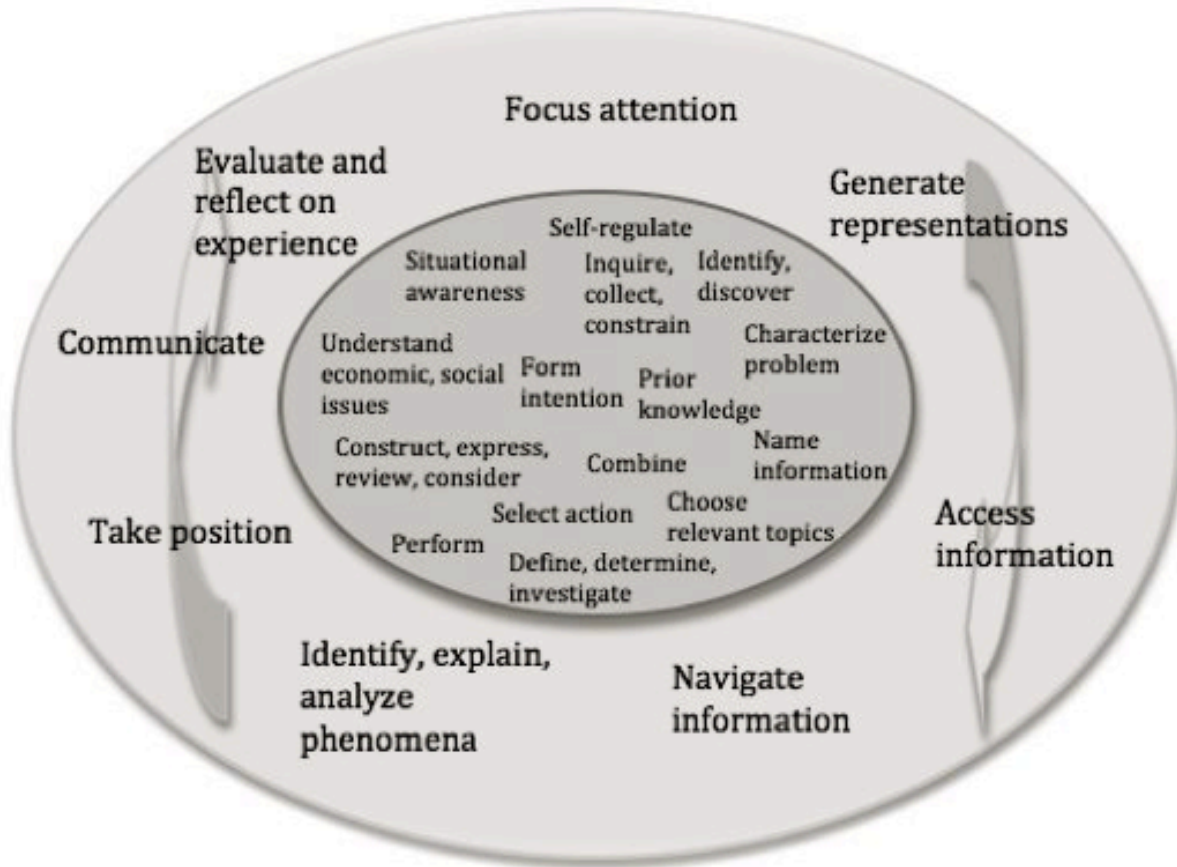 Focus attention
Evaluate and
reflect on
experience
Generate
representations
Self-regulate
Situational
awareness
Inquire,
collect,
constrain
Identify,
discover
Communicate
Understand
economic, social
issues
Form
intention
Prior
knowledge
Characterize
problem
Construct, express,
review, consider
Combine
Name
information
Take position
Select action
Choose
relevant topics
Access
information
Perform
Define, determine,
investigate
Identify, explain,
analyze
phenomena
Navigate
information